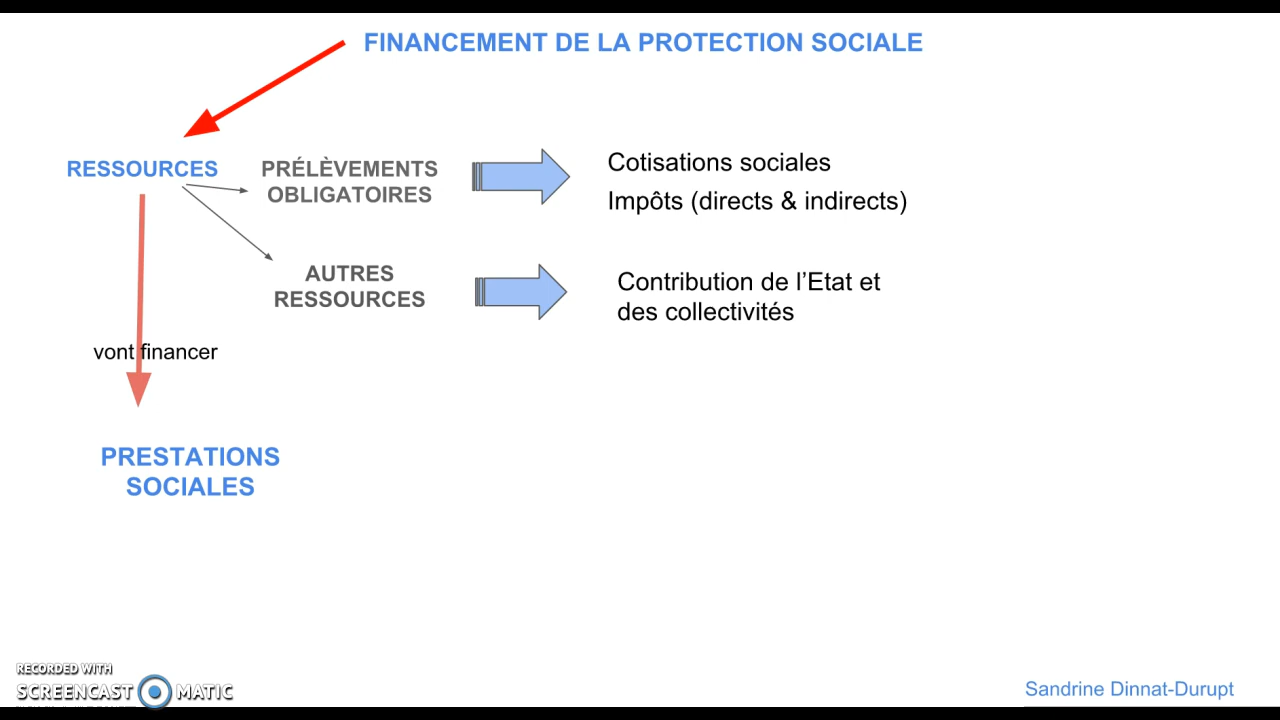 FINANCEMENT DE LA PROTECTION SOCIALE
RESSOURCES
PRÉLÈVEMENTS
OBLIGATOIRES
Cotisations sociales
Impôts (directs & indirects)
AUTRES
RESSOURCES
Contribution de l’Etat et
des collectivités
vont financer
PRESTATIONS
SOCIALES
RECORDED WITH
SCREENCAST MATIC
Sandrine Dinnat-Durupt